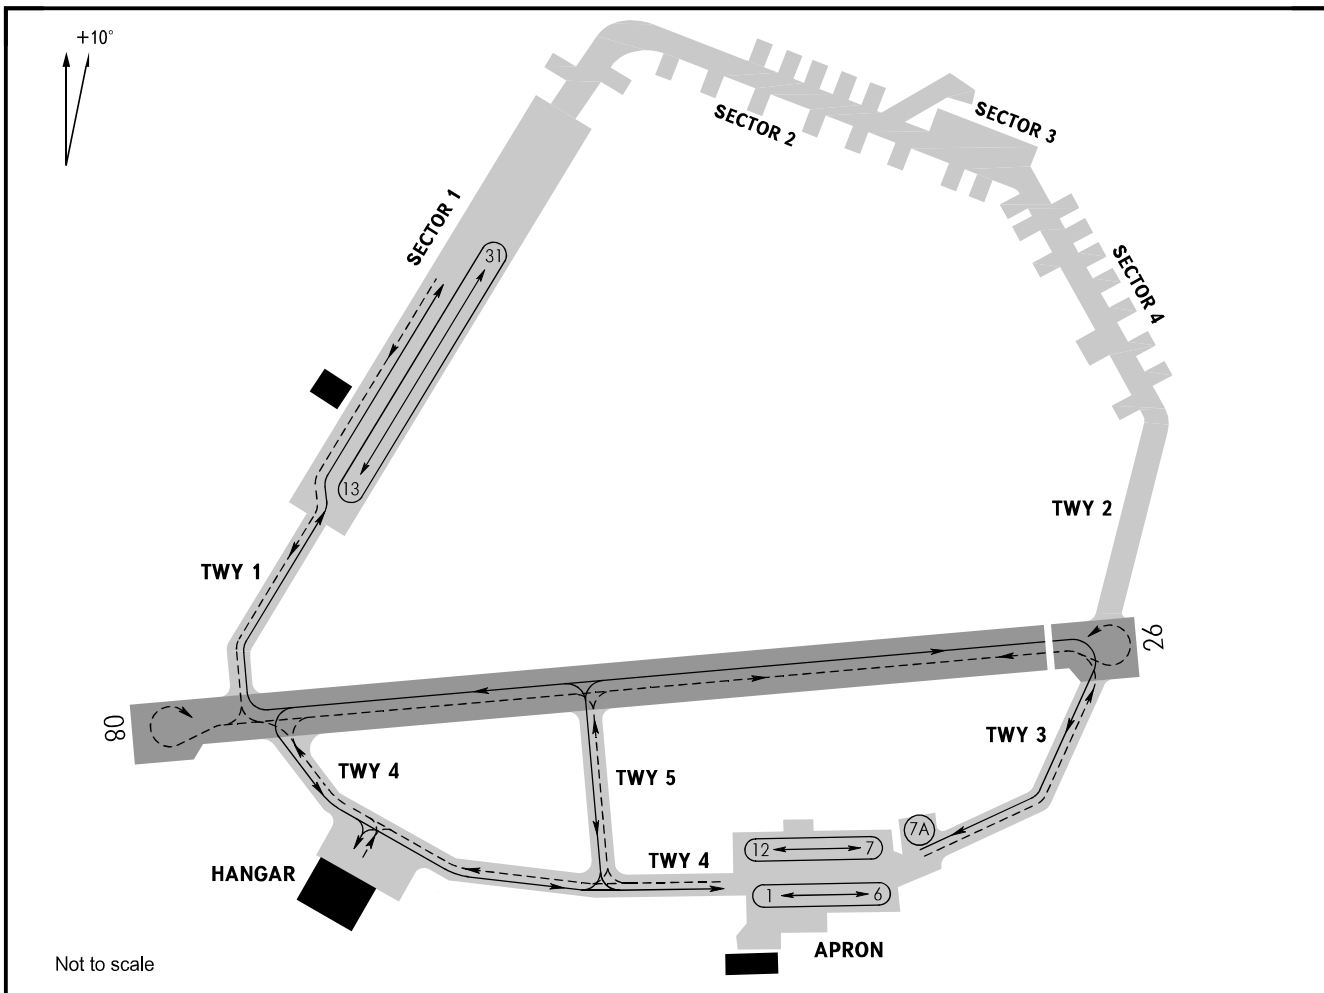 +10°
SECTOR 2
SECTOR 3
SECTOR 1
31
SECTOR 4
13
TWY 2
TWY 1
26
08
TWY 3
TWY 4
TWY 5
7A
12
7
TWY 4
HANGAR
1
6
APRON
Not to scale